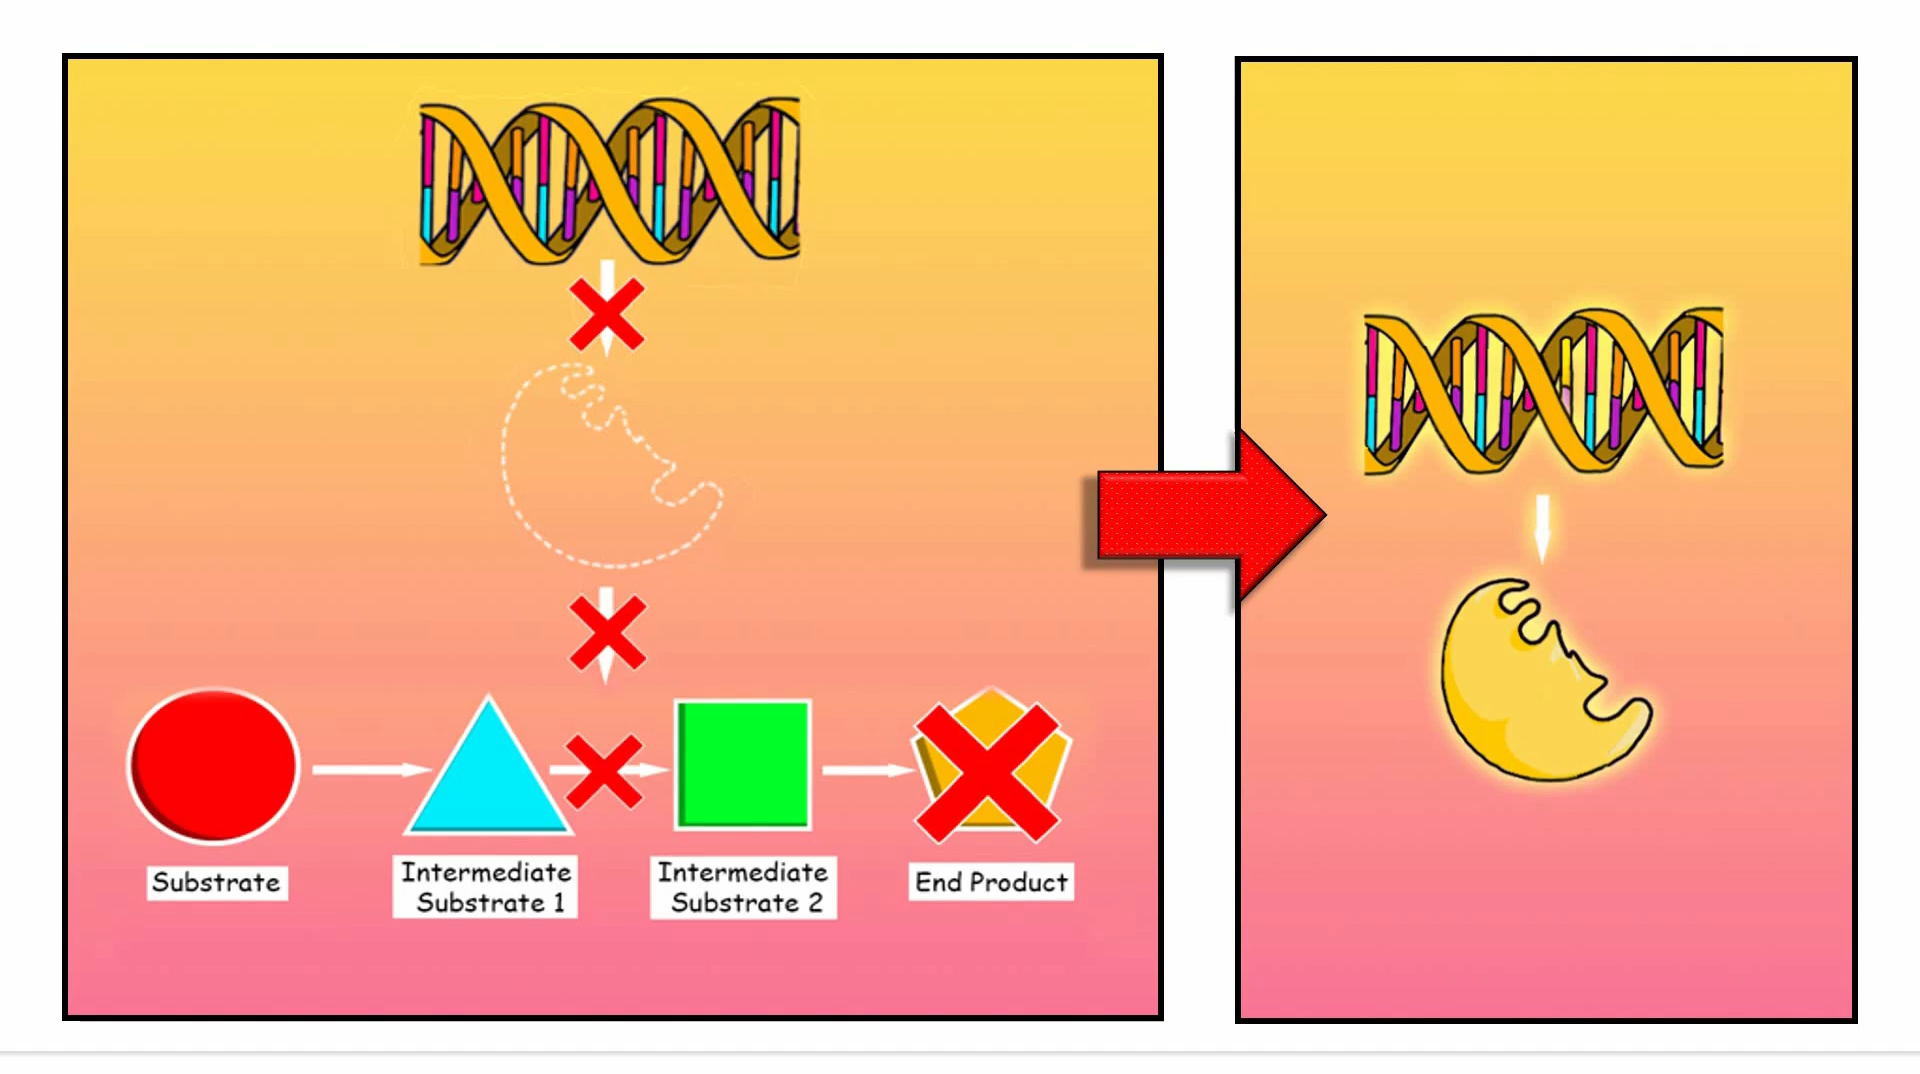 Substrate
Intermediate
Substrate 1
Intermediate
Substrate 2
End Product